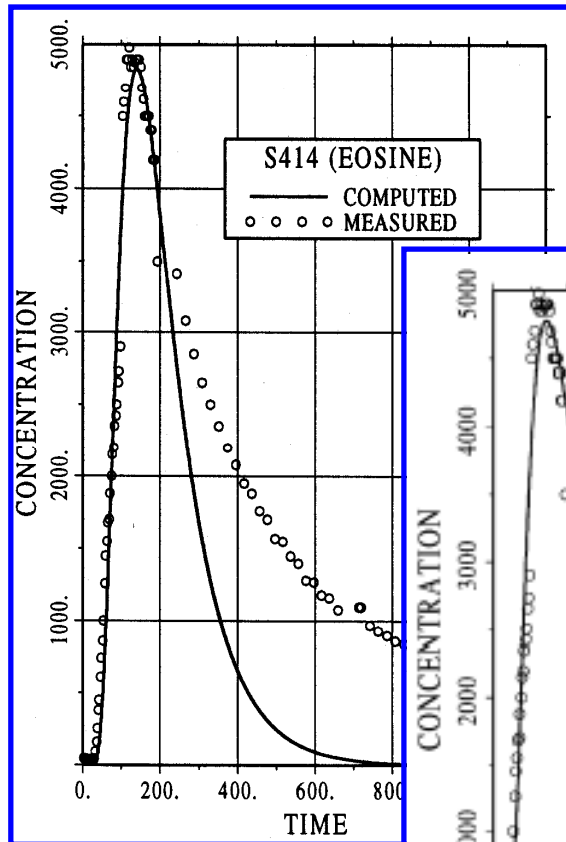 5000.
4000.
3000.
2000.
1000.
CONCENTRATION
S414 (EOSINE)
COMPUTED
MEASURED
0. 200. 400. 600. 800
TIME
5000
4000
3000
2000
CONCENTRATION